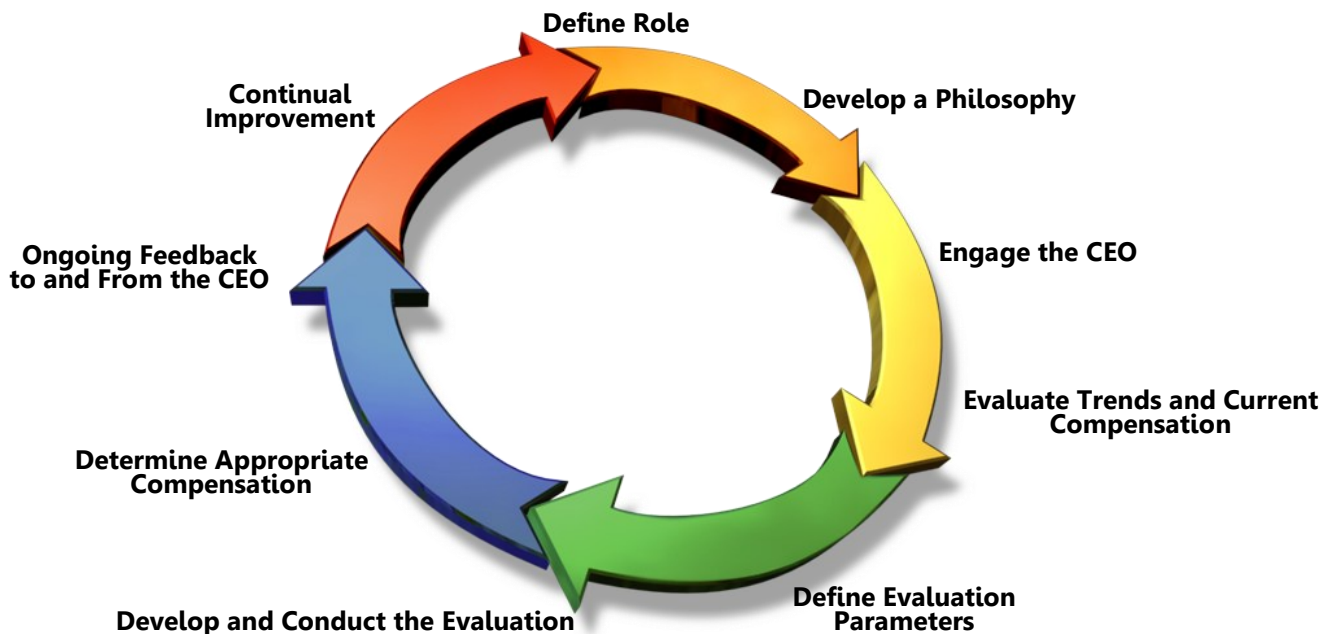 Define Role
Develop a Philosophy
Engage the CEO
Evaluate Trends and Current
Compensation
Define Evaluation
Parameters
Develop and Conduct the Evaluation
Determine Appropriate
Compensation
Ongoing Feedback
to and From the CEO
Continual
Improvement